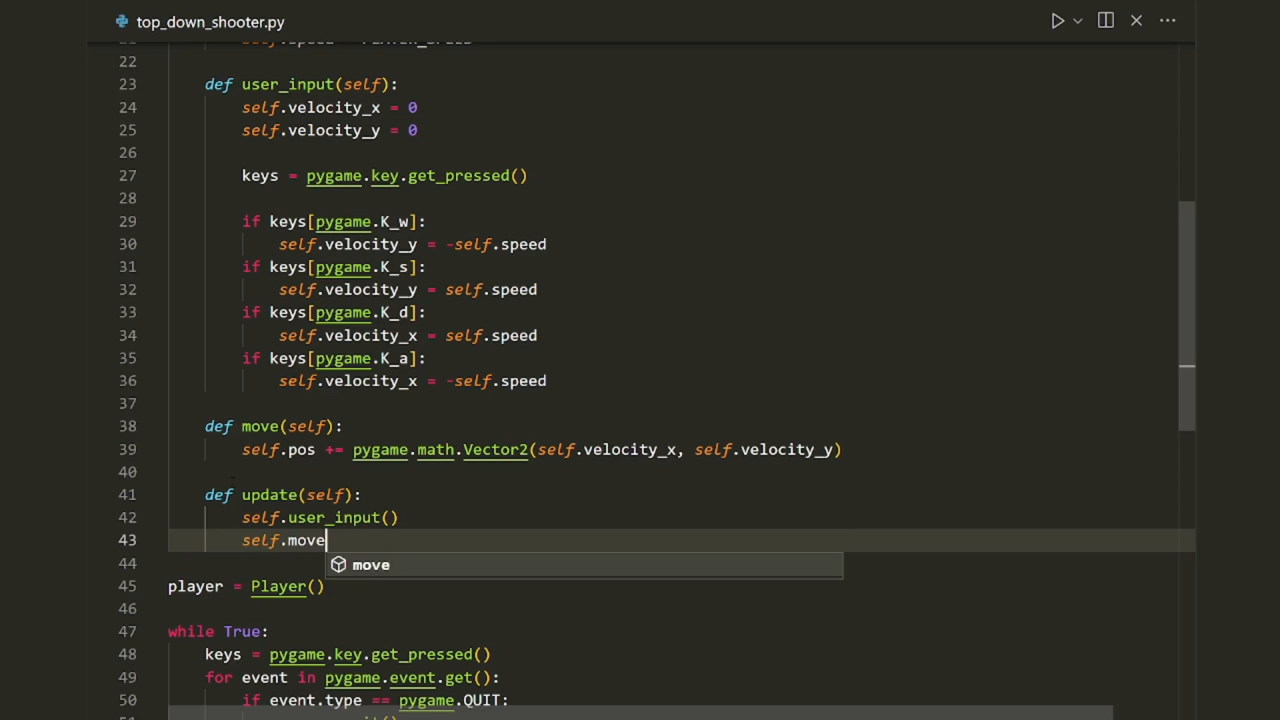 top_down_shooter.py
22
23 def user_input(self):
24 self.velocity_x = 0
25 self.velocity_y = 0
26
27 keys = pygame.key.get_pressed()
28
29 if keys[pygame.K_w]:
30 self.velocity_y = -self.speed
31 if keys[pygame.K_s]:
32 self.velocity_y = self.speed
33 if keys[pygame.K_d]:
34 self.velocity_x = self.speed
35 if keys[pygame.K_a]:
36 self.velocity_x = -self.speed
37
38 def move(self):
39 self.pos += pygame.math.Vector2(self.velocity_x, self.velocity_y)
40
41 def update(self):
42 self.user_input()
43 self.move
move
44
45 player = Player()
46
47 while True:
48 keys = pygame.key.get_pressed()
49 for event in pygame.event.get():
50 if event.type == pygame.QUIT: